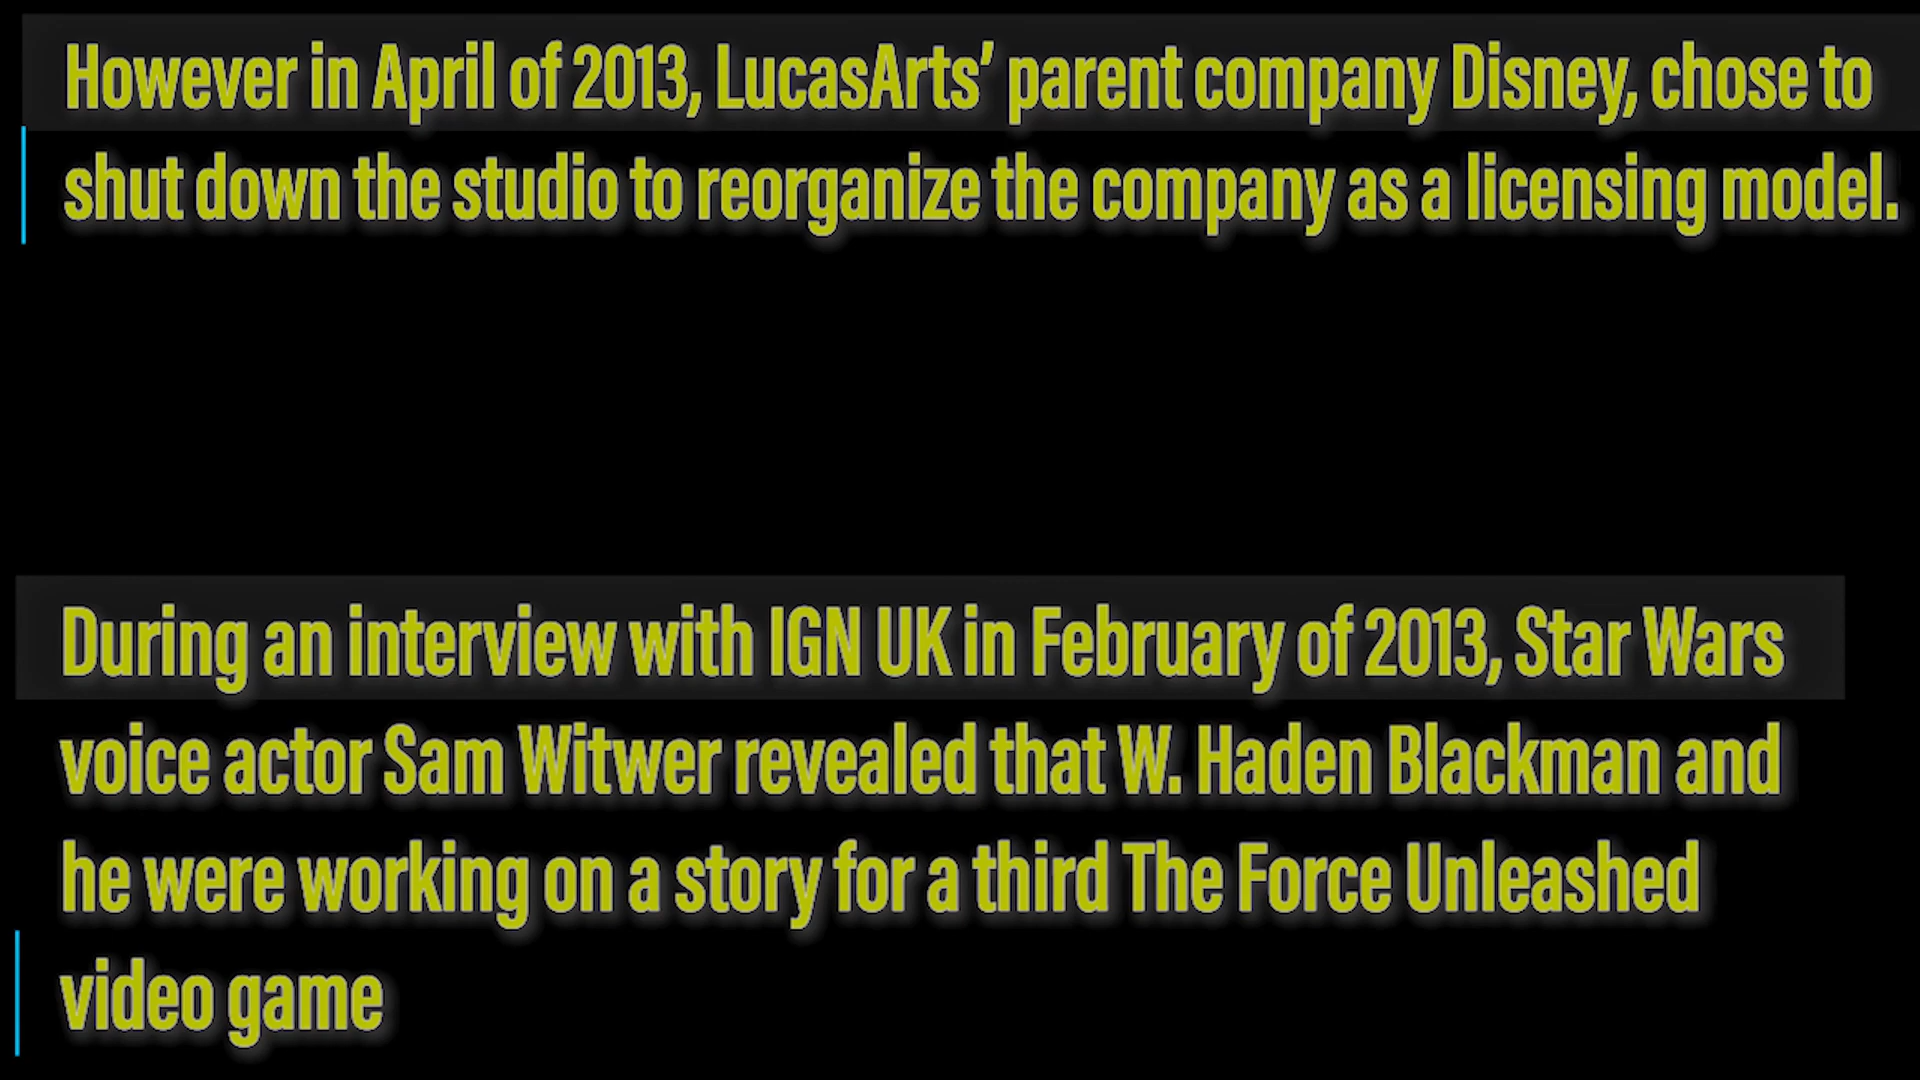 However in April of 2013, LucasArts’ parent company Disney, chose to
shut down the studio to reorganize the company as a licensing model.
During an interview with IGN UK in February of 2013, Star Wars
voice actor Sam Witwer revealed that W. Haden Blackman and
he were working on a story for a third The Force Unleashed
video game